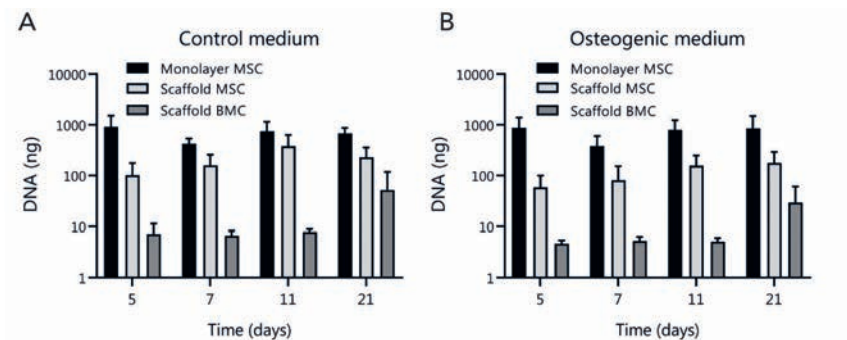 A
Control medium
Monolayer MSC
Scaffold MSC
Scaffold BMC
DNA (ng)
10000
1000
100
10
1
5 7 11 21
Time (days)
B
Osteogenic medium
Monolayer MSC
Scaffold MSC
Scaffold BMC
DNA (ng)
10000
1000
100
10
1
5 7 11 21
Time (days)